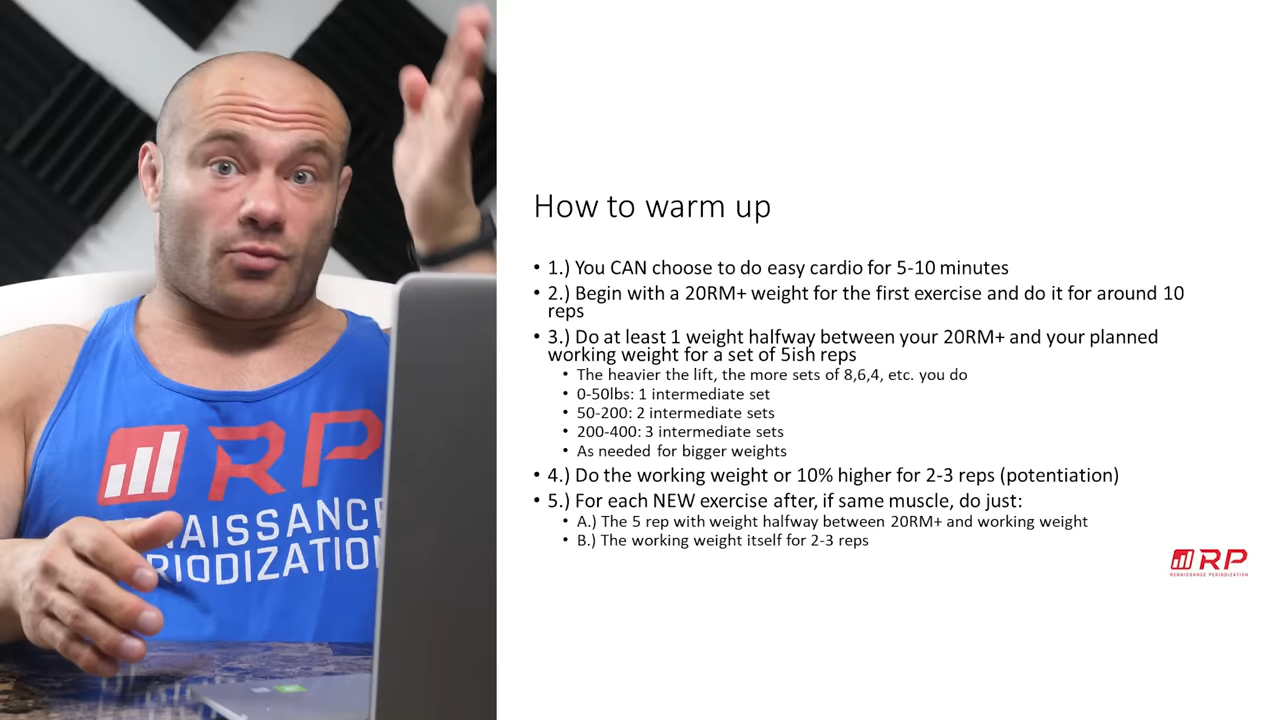 RP
RENAISSANCE
PERIODIZATION
How to warm up
• 1.) You CAN choose to do easy cardio for 5-10 minutes
• 2.) Begin with a 20RM+ weight for the first exercise and do it for around 10
reps
• 3.) Do at least 1 weight halfway between your 20RM+ and your planned
working weight for a set of 5ish reps
• The heavier the lift, the more sets of 8,6,4, etc. you do
• 0-50lbs: 1 intermediate set
• 50-200: 2 intermediate sets
• 200-400: 3 intermediate sets
• As needed for bigger weights
• 4.) Do the working weight or 10% higher for 2-3 reps (potentiation)
• 5.) For each NEW exercise after, if same muscle, do just:
• A.) The 5 rep with weight halfway between 20RM+ and working weight
• B.) The working weight itself for 2-3 reps
RP
RENAISSANCE PERIODIZATION